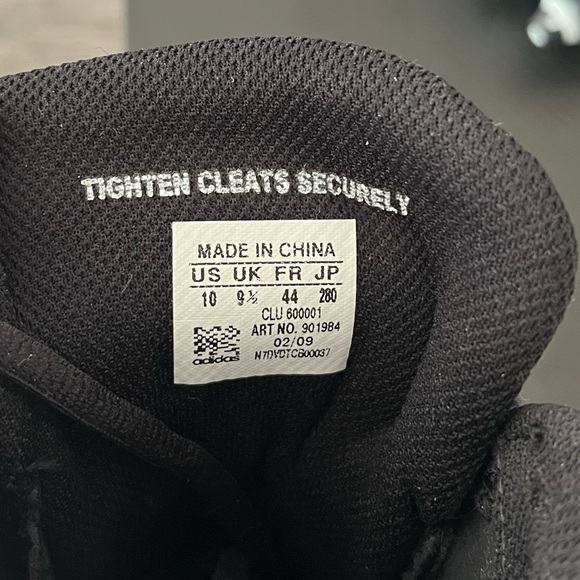 TIGHTEN CLEATS SECURELY
MADE IN CHINA
US UK FR JP
10 9½ 44 280
CLU 600001
ART NO. 901984
02/09
adidas N7DVDTCB00037